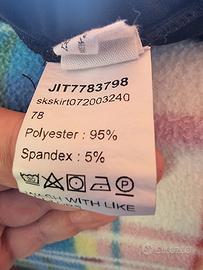 JIT7783798
skskirt072003240
78
Polyester : 95%
Spandex : 5%
WASH WITH LIKE